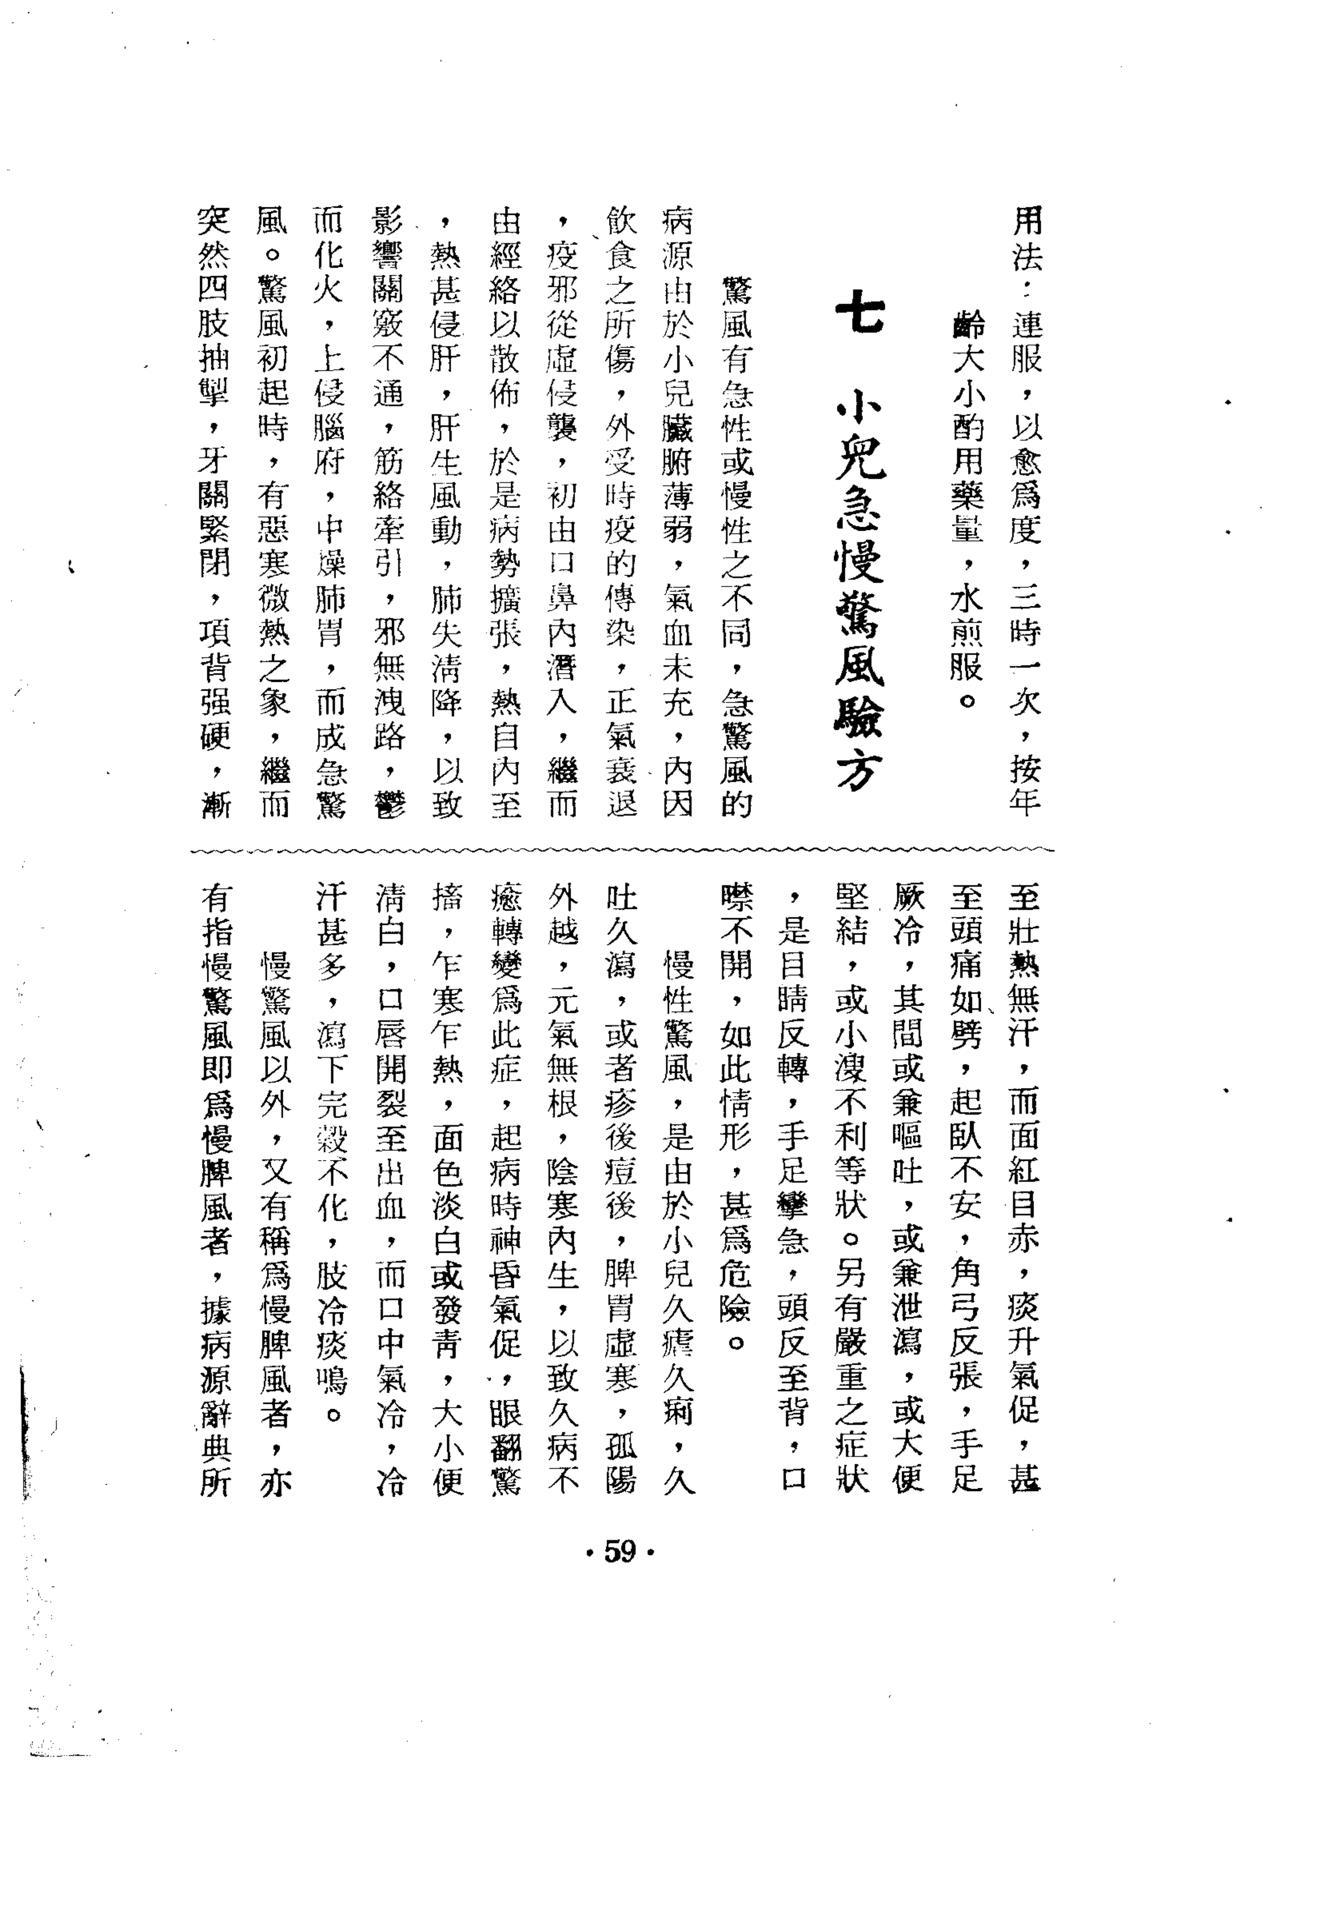 用法：連服，以愈爲度，三時一次，按年
齡大小酌用藥量，水煎服。
七　小兒急慢驚風驗方
驚風有急性或慢性之不同，急驚風的
病源由於小兒臟腑薄弱，氣血未充，內因
飲食之所傷，外受時疫的傳染，正氣衰退
，疫邪從虛侵襲，初由口鼻內潛入，繼而
由經絡以散佈，於是病勢擴張，熱自內至
，熱甚侵肝，肝生風動，肺失淸降，以致
影響關竅不通，筋絡牽引，邪無洩路，鬱
而化火，上侵腦府，中燥肺胃，而成急驚
風。驚風初起時，有惡寒微熱之象，繼而
突然四肢抽掣，牙關緊閉，項背强硬，漸
至壯熱無汗，而面紅目赤，痰升氣促，甚
至頭痛如劈，起臥不安，角弓反張，手足
厥冷，其間或兼嘔吐，或兼泄瀉，或大便
堅結，或小溲不利等狀。另有嚴重之症狀
，是目睛反轉，手足攣急，頭反至背，口
噤不開，如此情形，甚爲危險。
慢性驚風，是由於小兒久瘧久痢，久
吐久瀉，或者疹後痘後，脾胃虛寒，孤陽
外越，元氣無根，陰寒內生，以致久病不
癒轉變爲此症，起病時神昏氣促，眼翻驚
搐，乍寒乍熱，面色淡白或發靑，大小便
淸白，口唇開裂至出血，而口中氣冷，冷
汗甚多，瀉下完穀不化，肢冷痰鳴。
慢驚風以外，又有稱爲慢脾風者，亦
有指慢驚風即爲慢脾風者，據病源辭典所
·59·